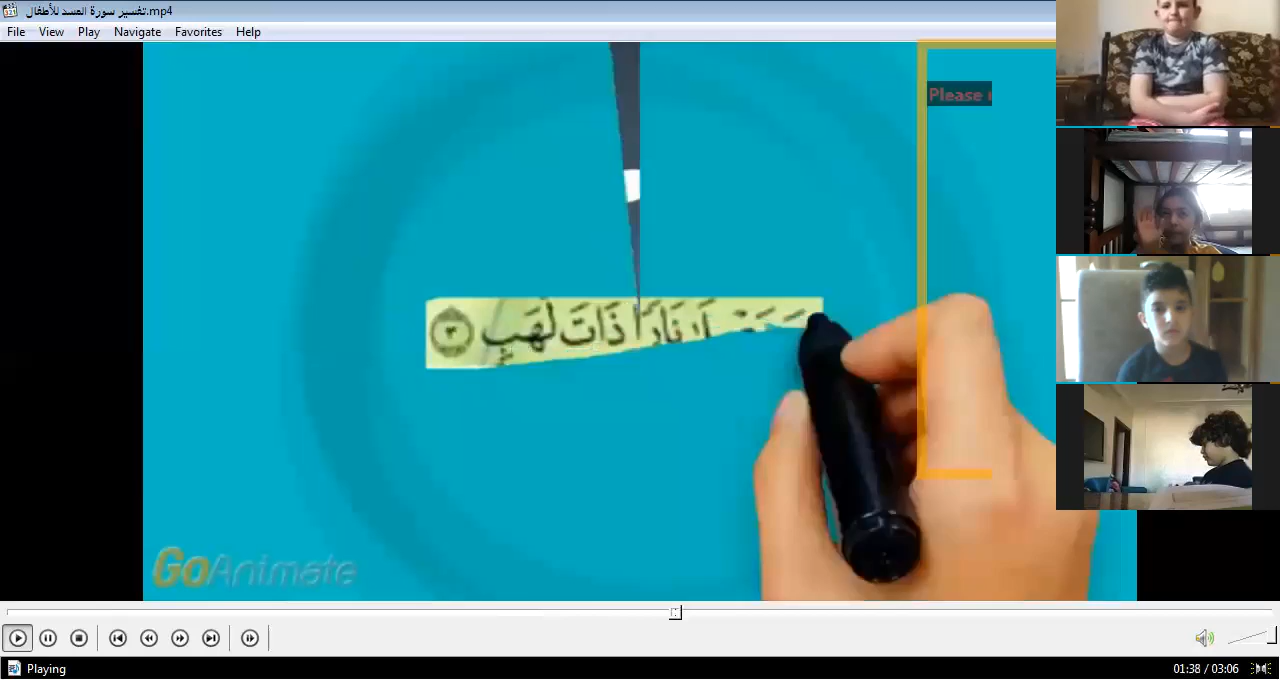 تفسير سورة المسد للأطفال.mp4
File View Play Navigate Favorites Help
Please
نَارًا ذَاتَ لَهَبٍ ٣
GoAnimate
Playing
01:38 / 03:06